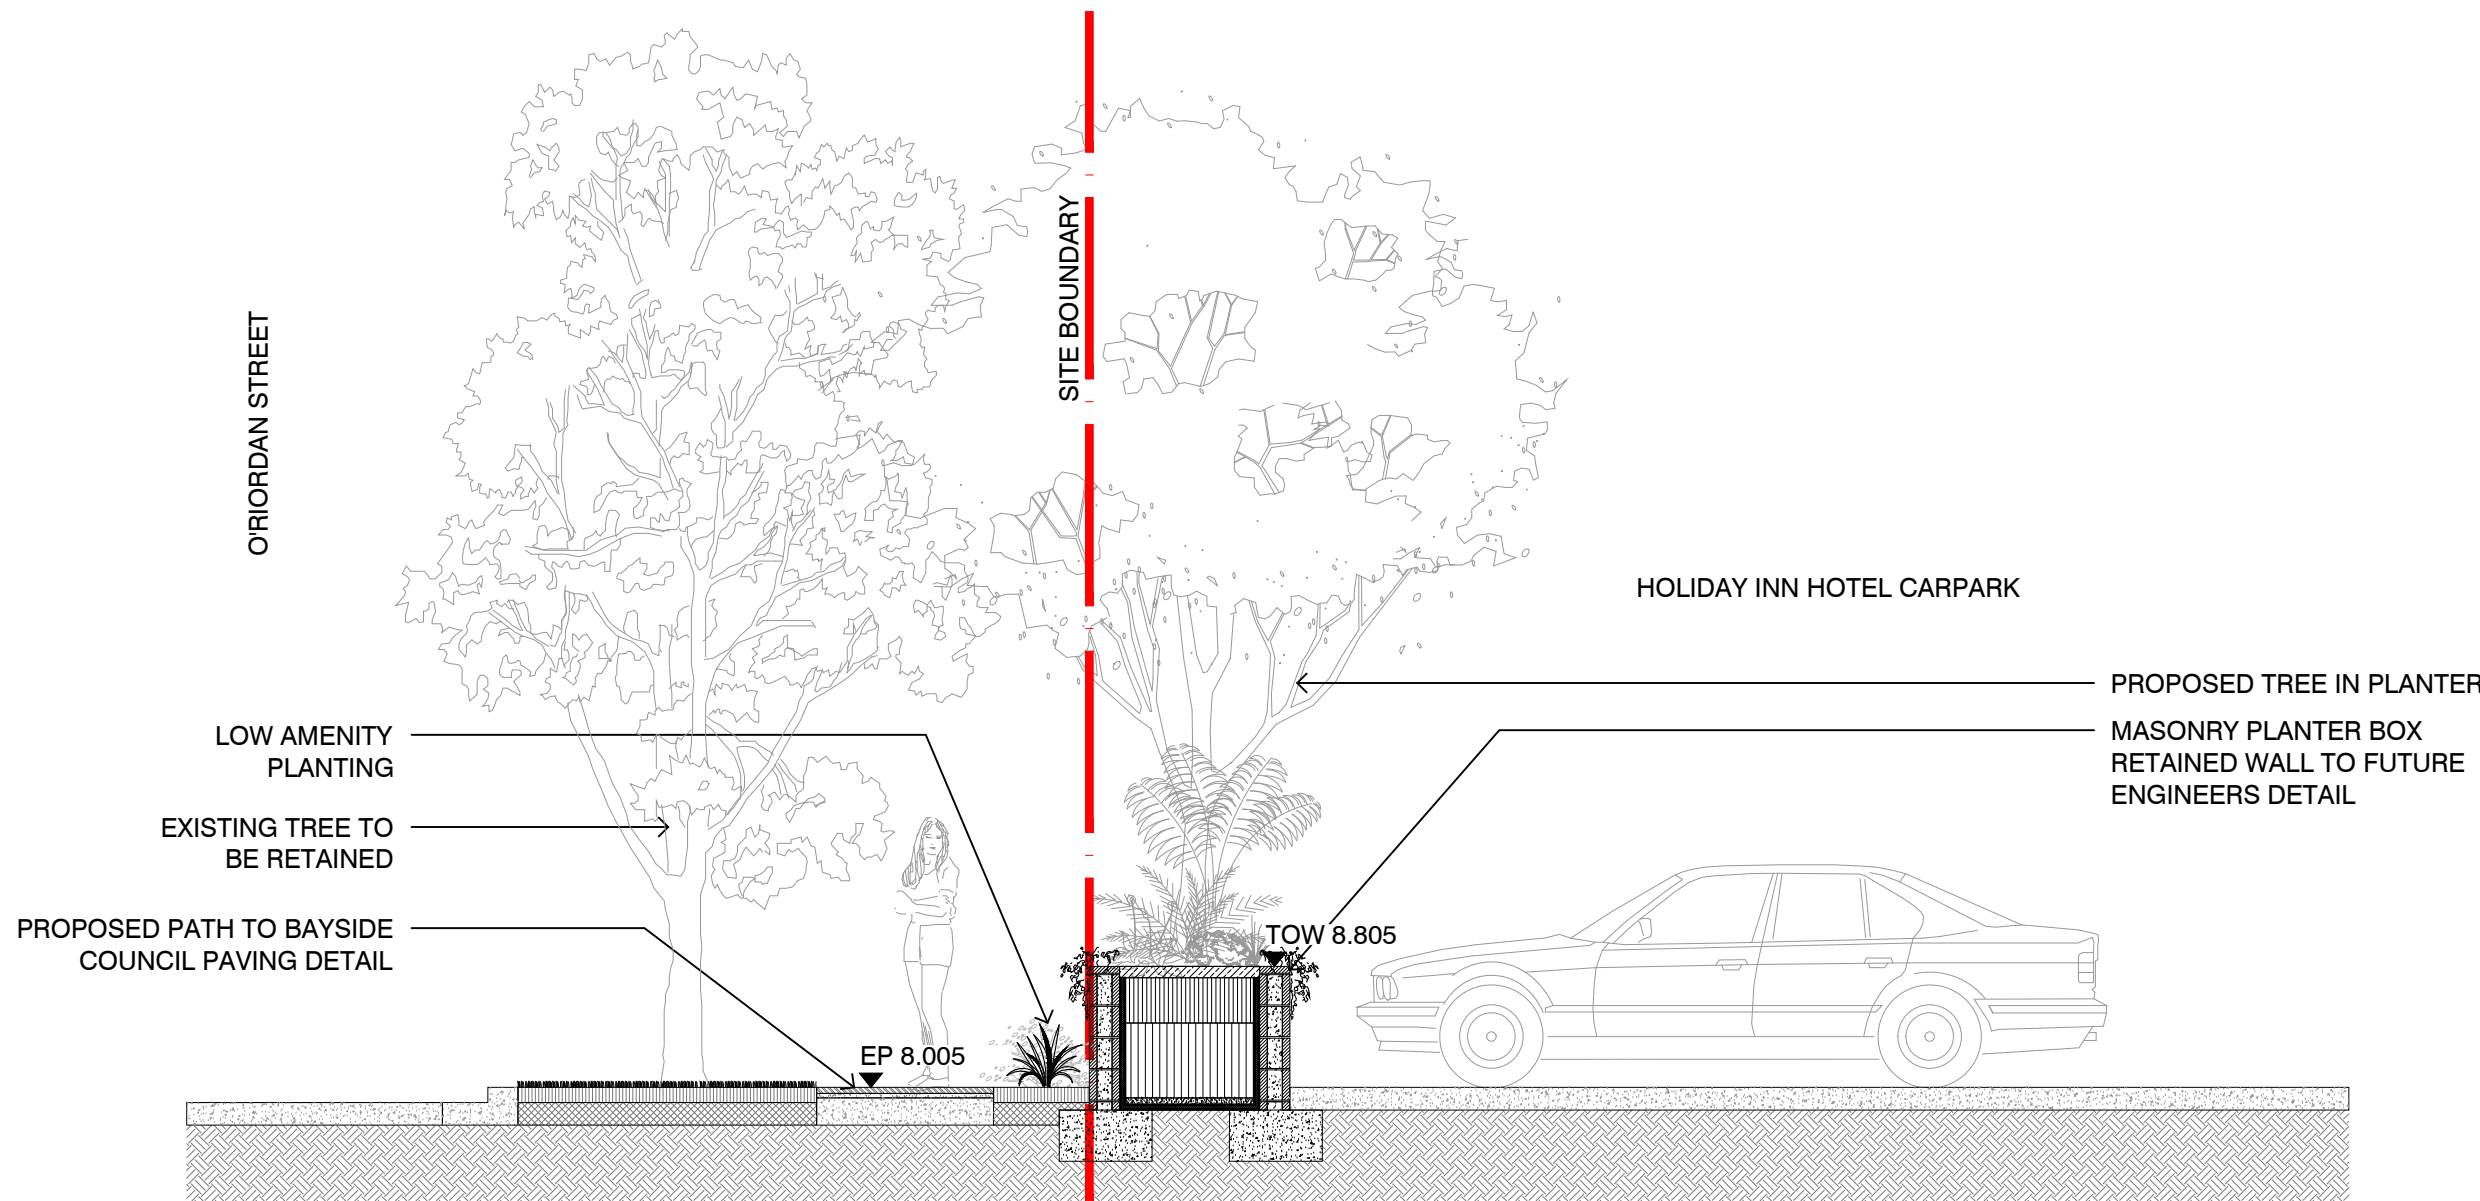 O'RIORDAN STREET
SITE BOUNDARY
HOLIDAY INN HOTEL CARPARK
PROPOSED TREE IN PLANTER
MASONRY PLANTER BOX
RETAINED WALL TO FUTURE
ENGINEERS DETAIL
LOW AMENITY
PLANTING
EXISTING TREE TO
BE RETAINED
PROPOSED PATH TO BAYSIDE
COUNCIL PAVING DETAIL
TOW 8.805
EP 8.005